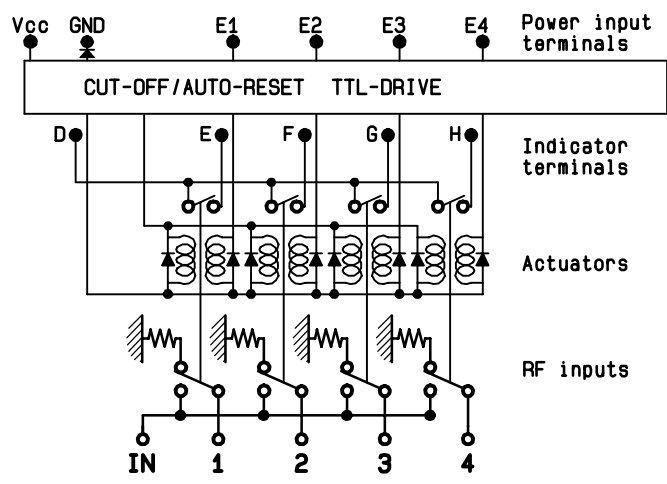 Vcc GND E1 E2 E3 E4 Power input
terminals
CUT-OFF/AUTO-RESET TTL-DRIVE
D E F G H Indicator
terminals
Actuators
RF inputs
IN 1 2 3 4